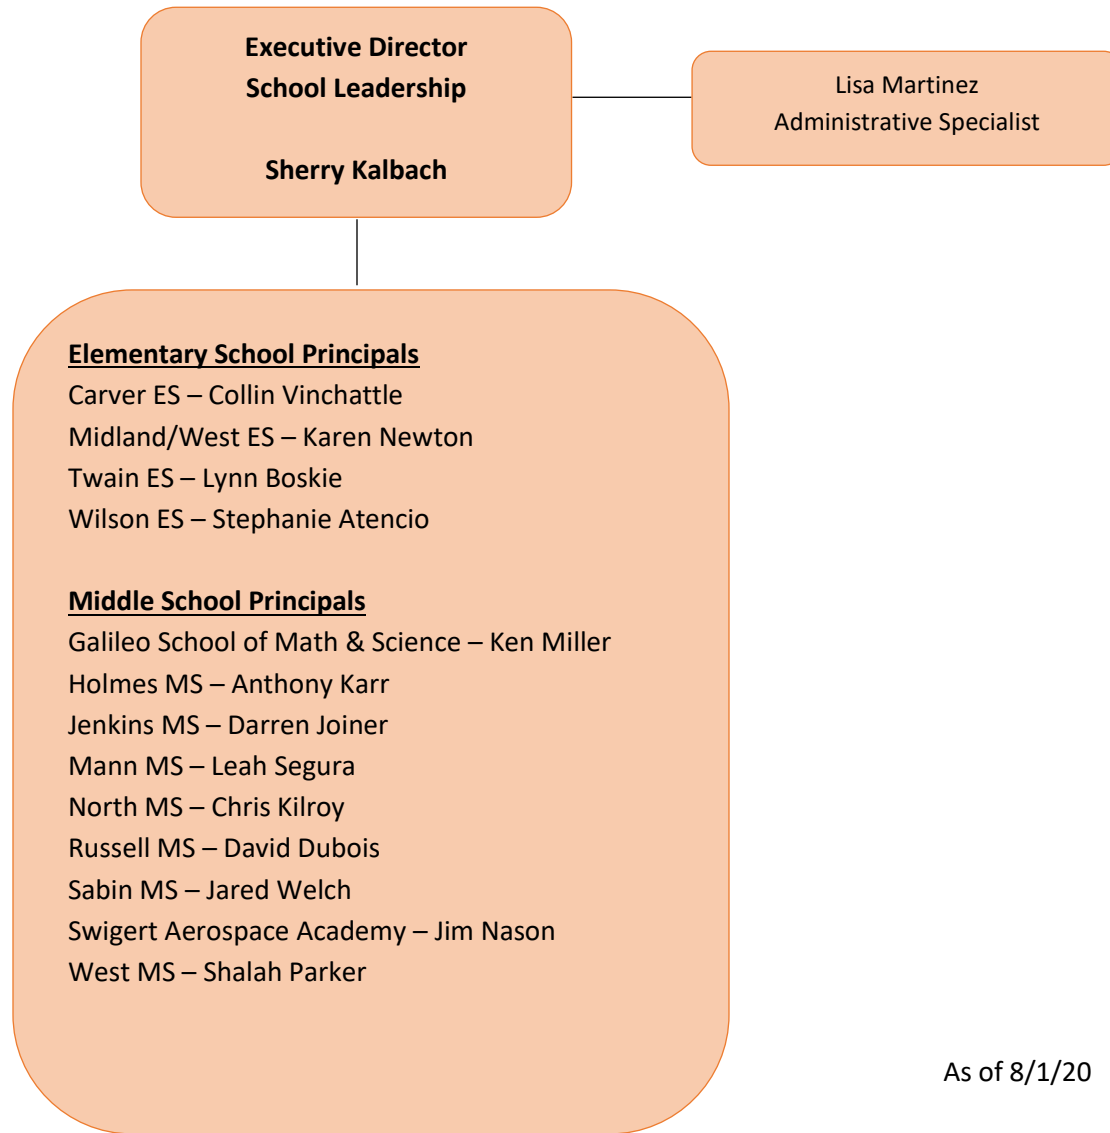 Executive Director
School Leadership
Sherry Kalbach
Lisa Martinez
Administrative Specialist
Elementary School Principals
Carver ES – Collin Vinchattle
Midland/West ES – Karen Newton
Twain ES – Lynn Boskie
Wilson ES – Stephanie Atencio
Middle School Principals
Galileo School of Math & Science – Ken Miller
Holmes MS – Anthony Karr
Jenkins MS – Darren Joiner
Mann MS – Leah Segura
North MS – Chris Kilroy
Russell MS – David Dubois
Sabin MS – Jared Welch
Swigert Aerospace Academy – Jim Nason
West MS – Shalah Parker
As of 8/1/20